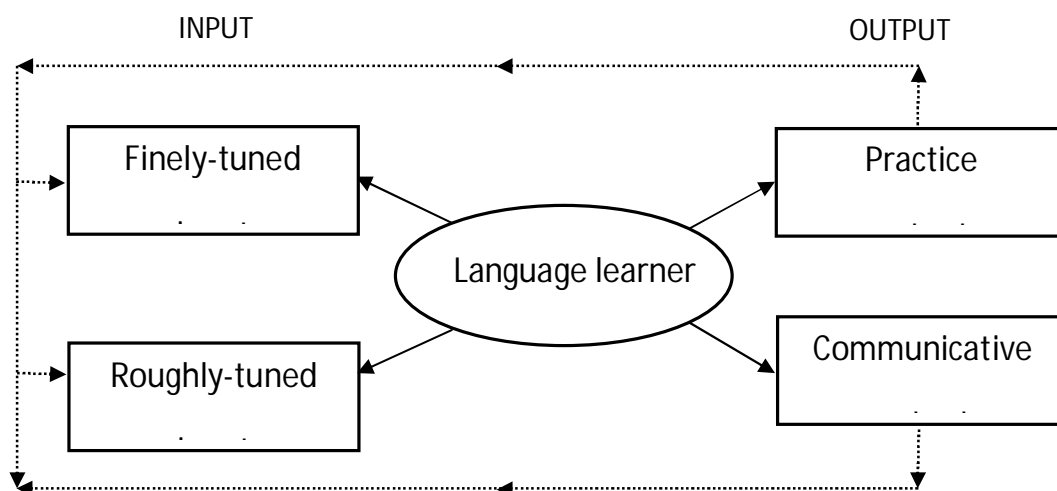 INPUT
OUTPUT
Finely-tuned
Practice
Language learner
Roughly-tuned
Communicative